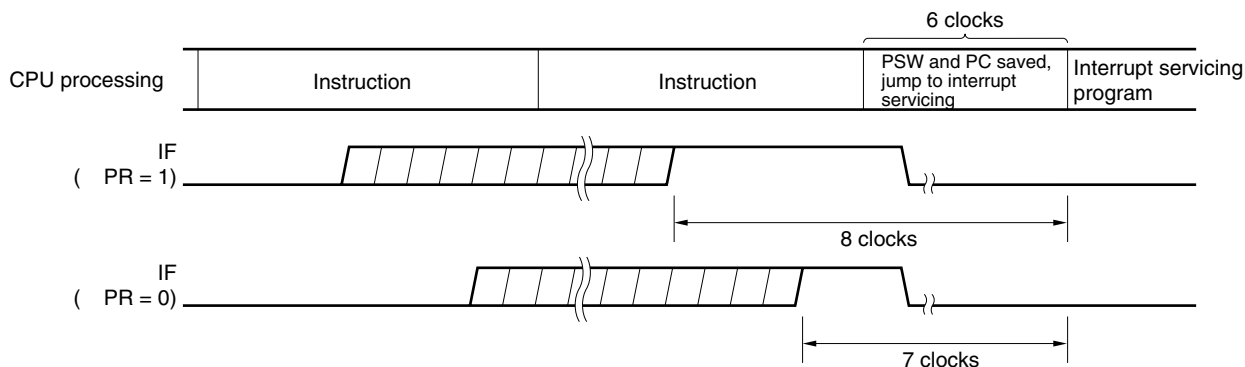 6 clocks
CPU processing
Instruction
Instruction
PSW and PC saved,
jump to interrupt
servicing
Interrupt servicing
program
IF
( PR = 1)
8 clocks
IF
( PR = 0)
7 clocks